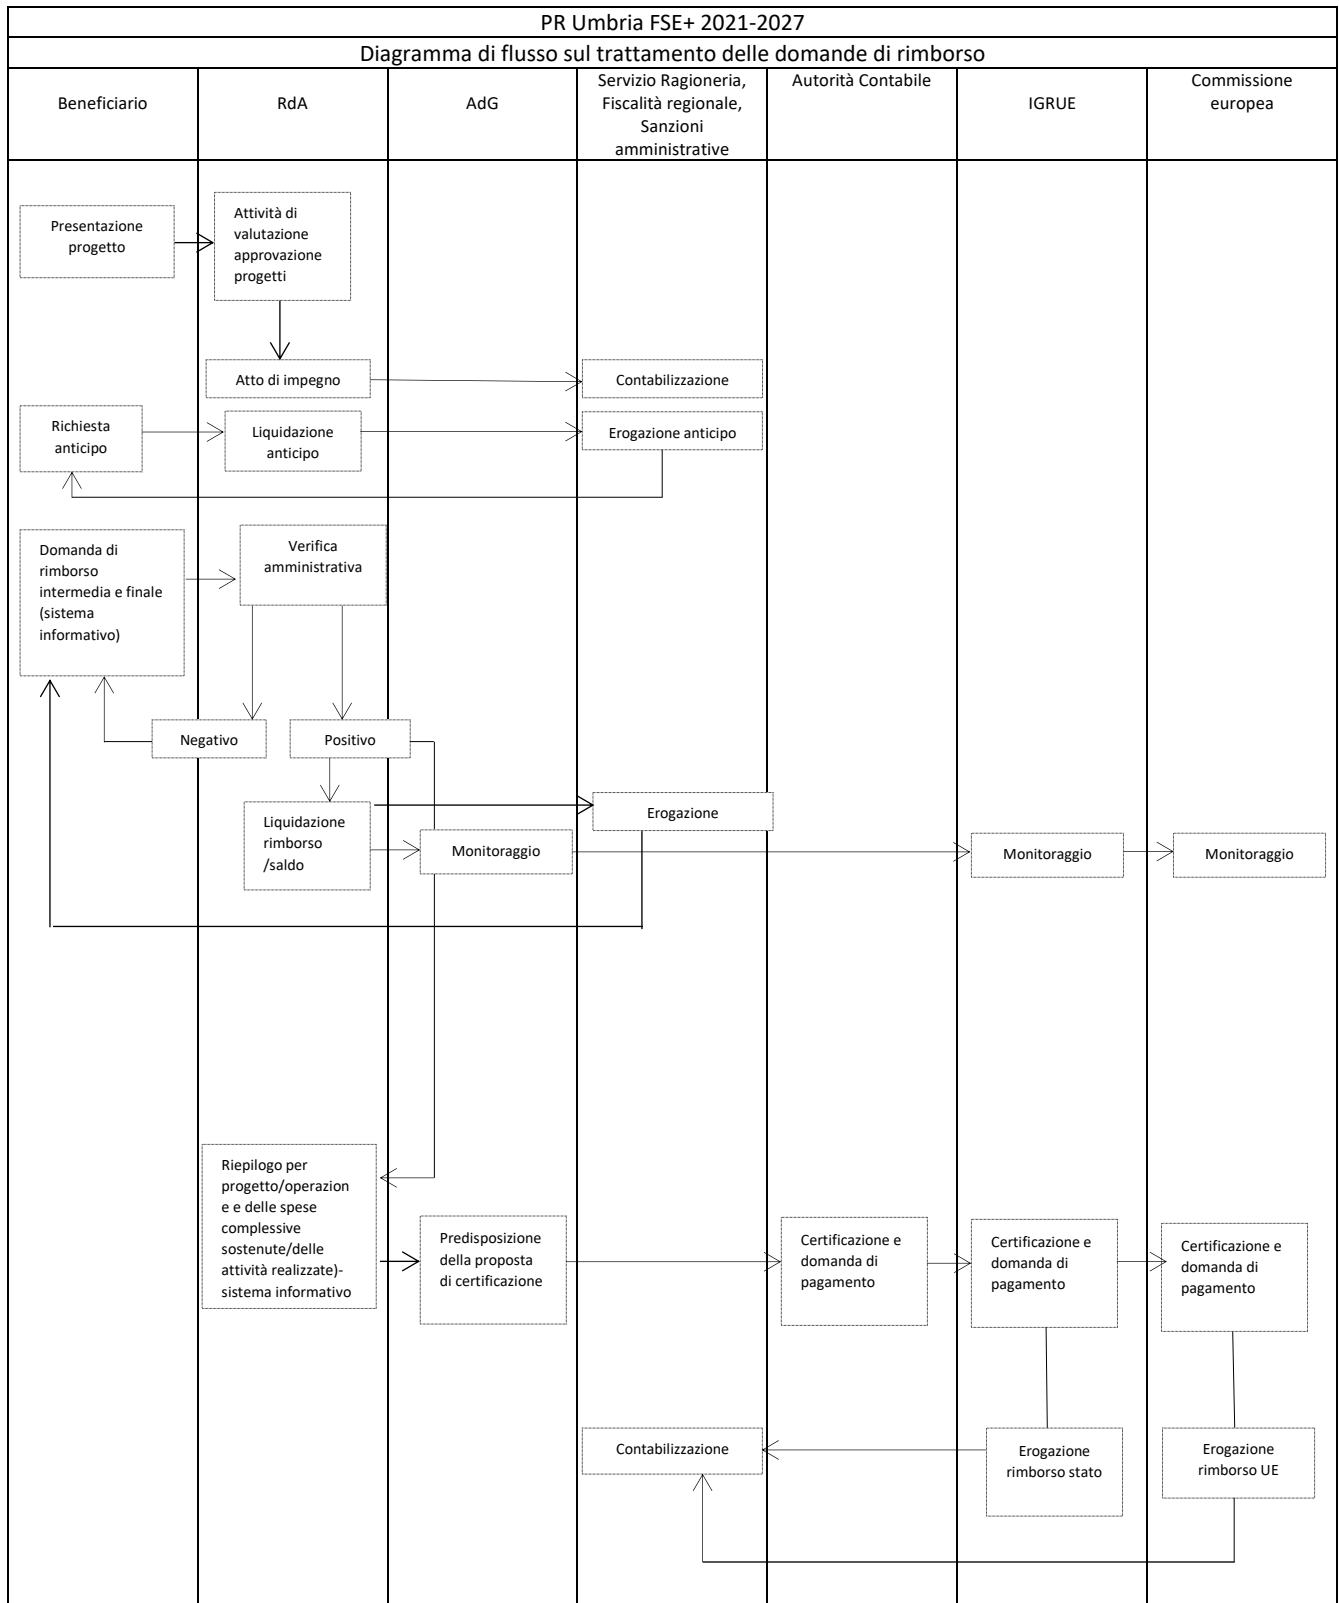 PR Umbria FSE+ 2021-2027
Diagramma di flusso sul trattamento delle domande di rimborso
Beneficiario
RdA
AdG
Servizio Ragioneria,
Fiscalità regionale,
Sanzioni
amministrative
Autorità Contabile
IGRUE
Commissione
europea
Presentazione
progetto
Attività di
valutazione
approvazione
progetti
Atto di impegno
Contabilizzazione
Richiesta
anticipo
Liquidazione
anticipo
Erogazione anticipo
Domanda di
rimborso
intermedia e finale
(sistema
informativo)
Verifica
amministrativa
Negativo
Positivo
Liquidazione
rimborso
/saldo
Erogazione
Monitoraggio
Monitoraggio
Monitoraggio
Riepilogo per
progetto/operazion
e e delle spese
complessive
sostenute/delle
attività realizzate)-
sistema informativo
Predisposizione
della proposta
di certificazione
Certificazione e
domanda di
pagamento
Certificazione e
domanda di
pagamento
Certificazione e
domanda di
pagamento
Contabilizzazione
Erogazione
rimborso stato
Erogazione
rimborso UE